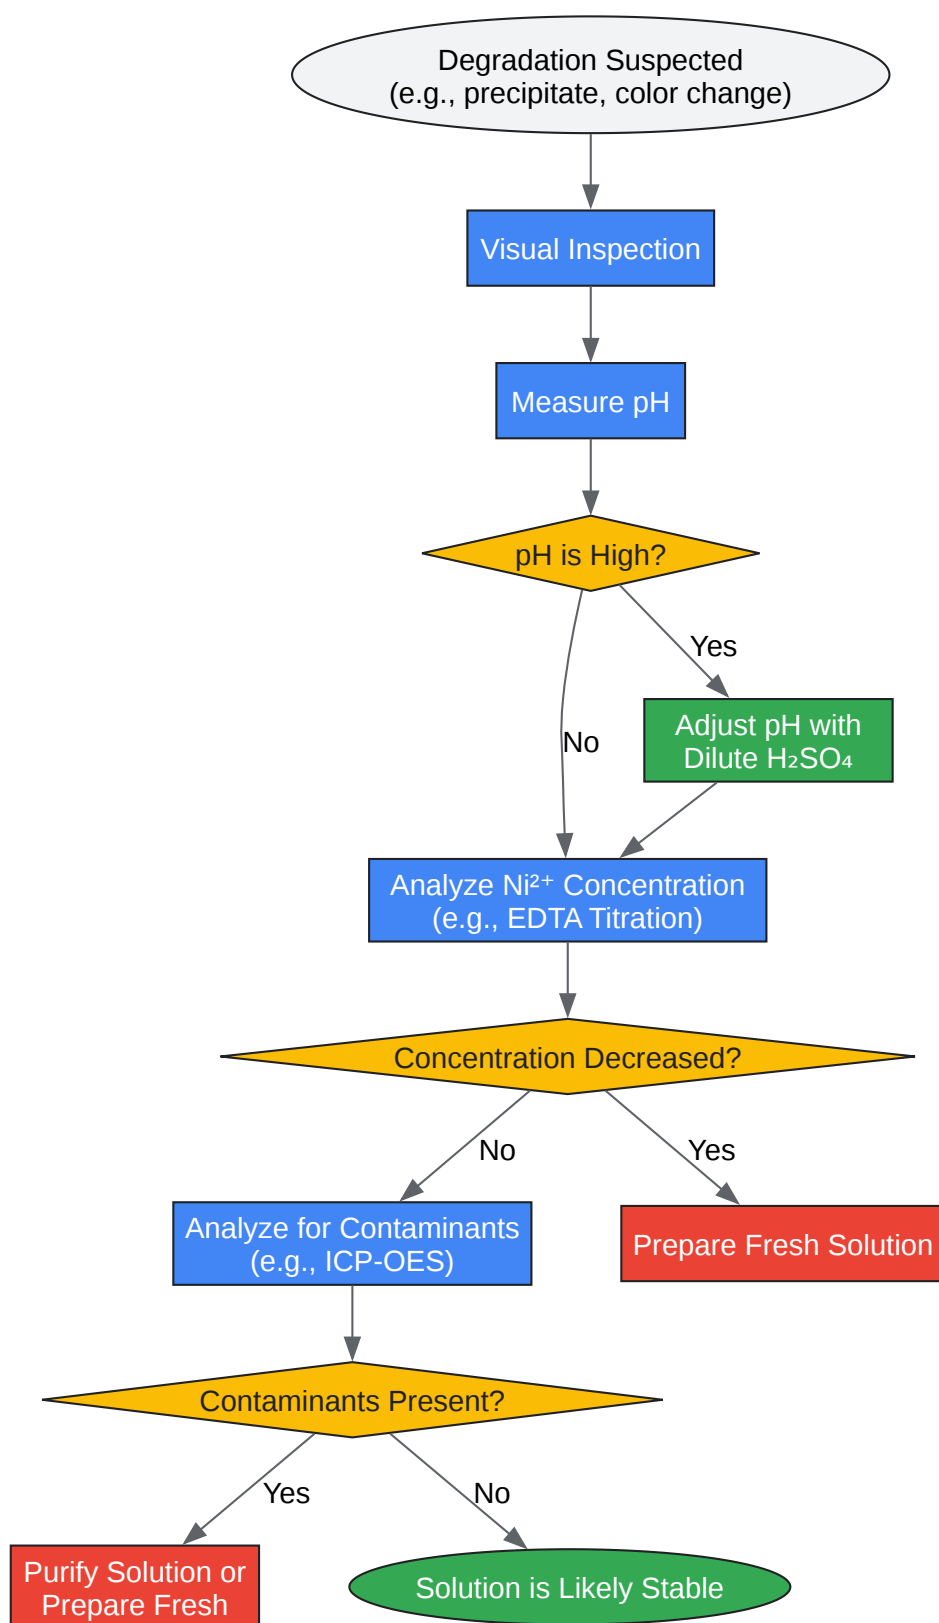 Degradation Suspected
(e.g., precipitate, color change)
Visual Inspection
Measure pH
pH is High?
Yes
Adjust pH with
Dilute H₂SO₄
No
Analyze Ni²⁺ Concentration
(e.g., EDTA Titration)
Concentration Decreased?
No
Yes
Analyze for Contaminants
(e.g., ICP-OES)
Prepare Fresh Solution
Contaminants Present?
Yes
No
Purify Solution or
Prepare Fresh
Solution is Likely Stable